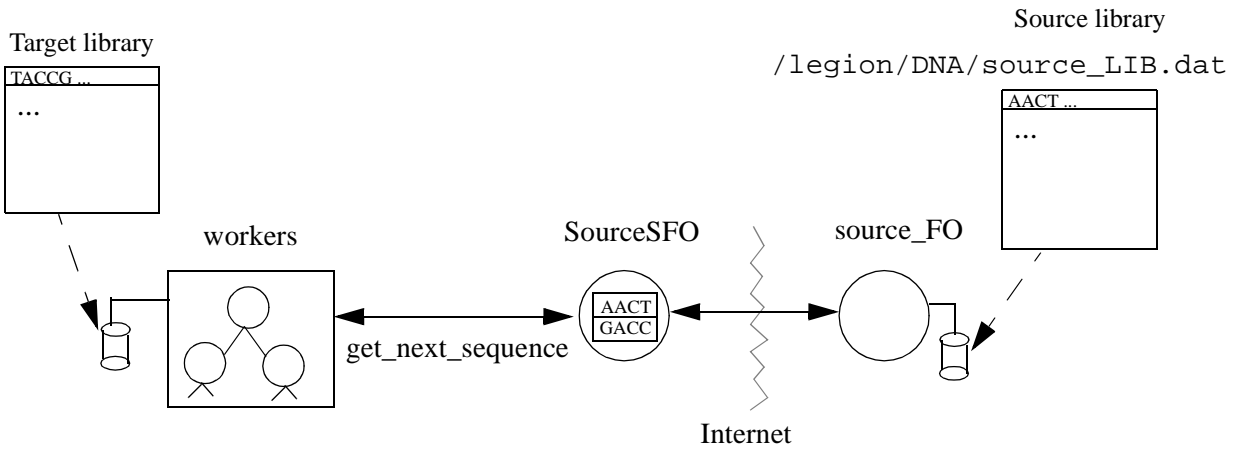 Source library
Target library
/legion/DNA/source_LIB.dat
TACCG ...
...
AACT ...
...
workers
SourceSFO
source_FO
AACT
GACC
get_next_sequence
Internet